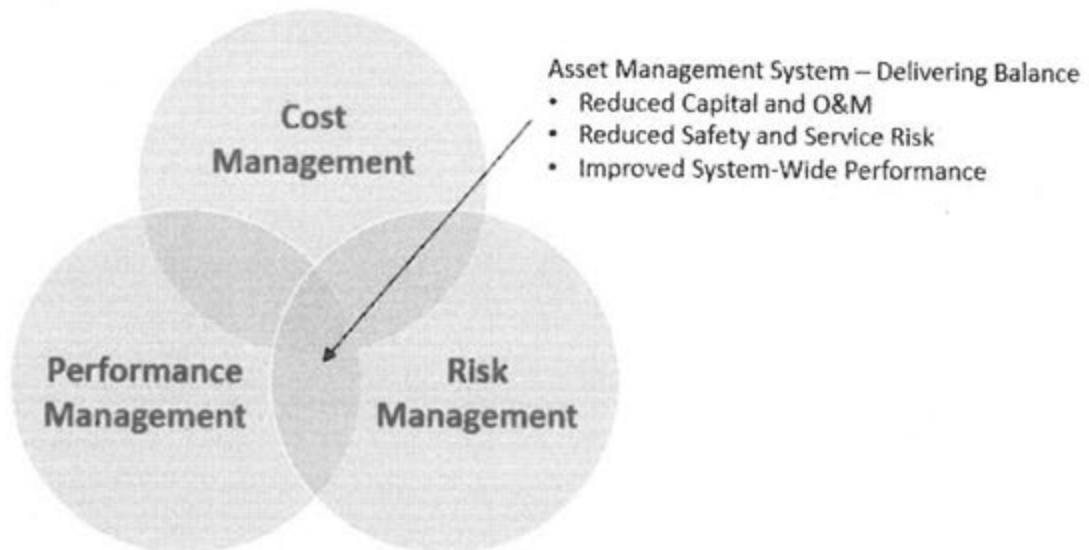 Cost
Management
Asset Management System – Delivering Balance
• Reduced Capital and O&M
• Reduced Safety and Service Risk
• Improved System-Wide Performance
Performance
Management
Risk
Management